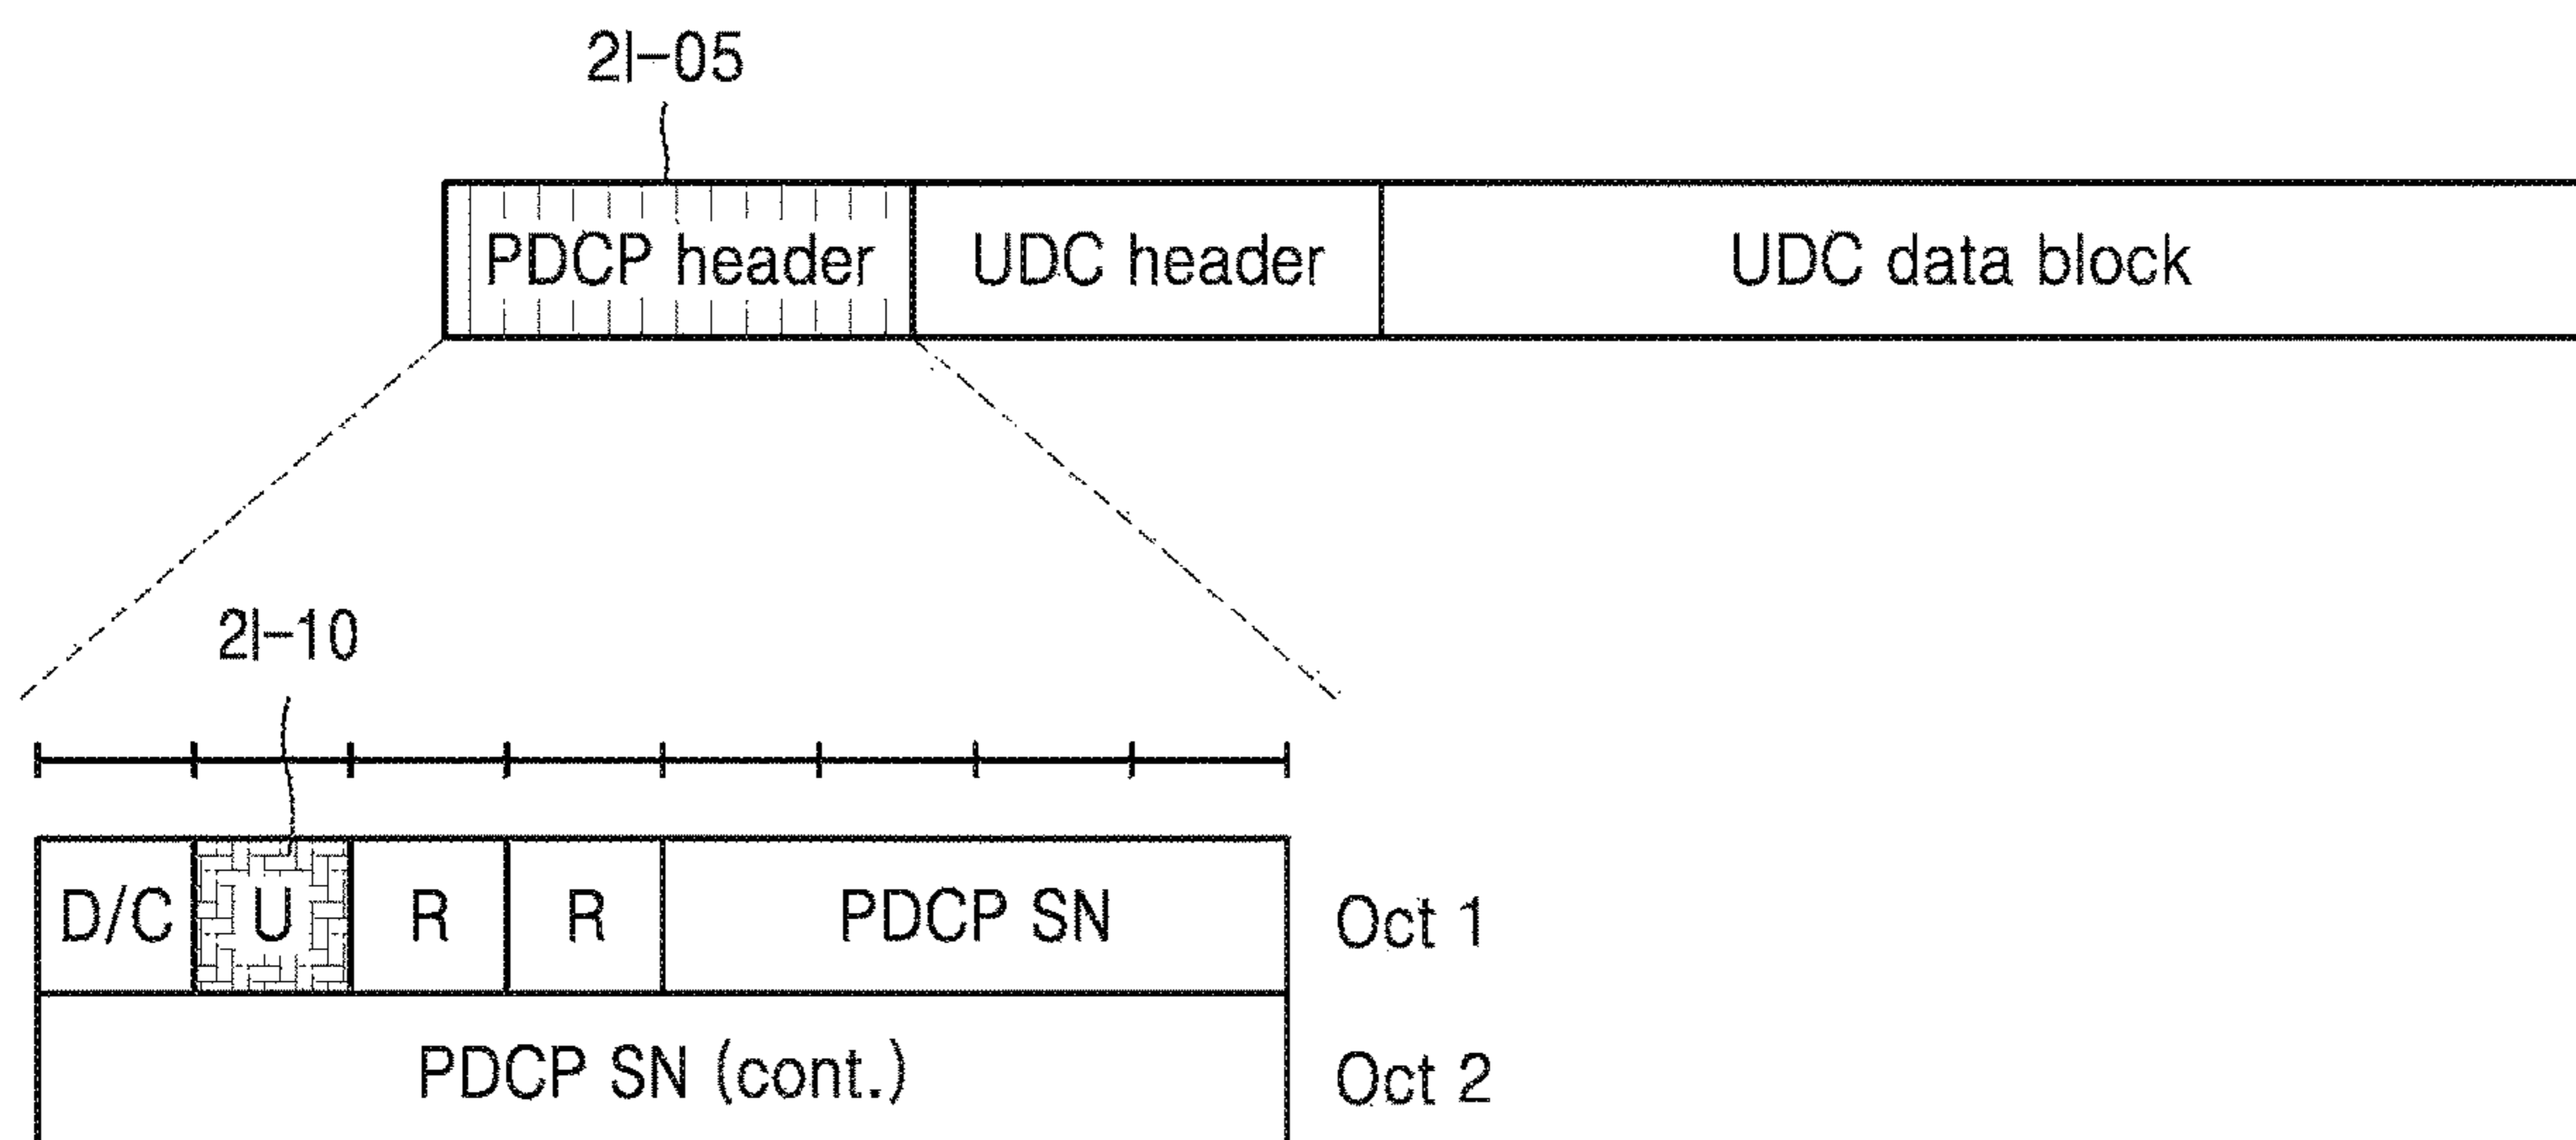 2l-05
PDCP header UDC header UDC data block
2l-10
D/C U R R PDCP SN Oct 1
PDCP SN (cont.) Oct 2